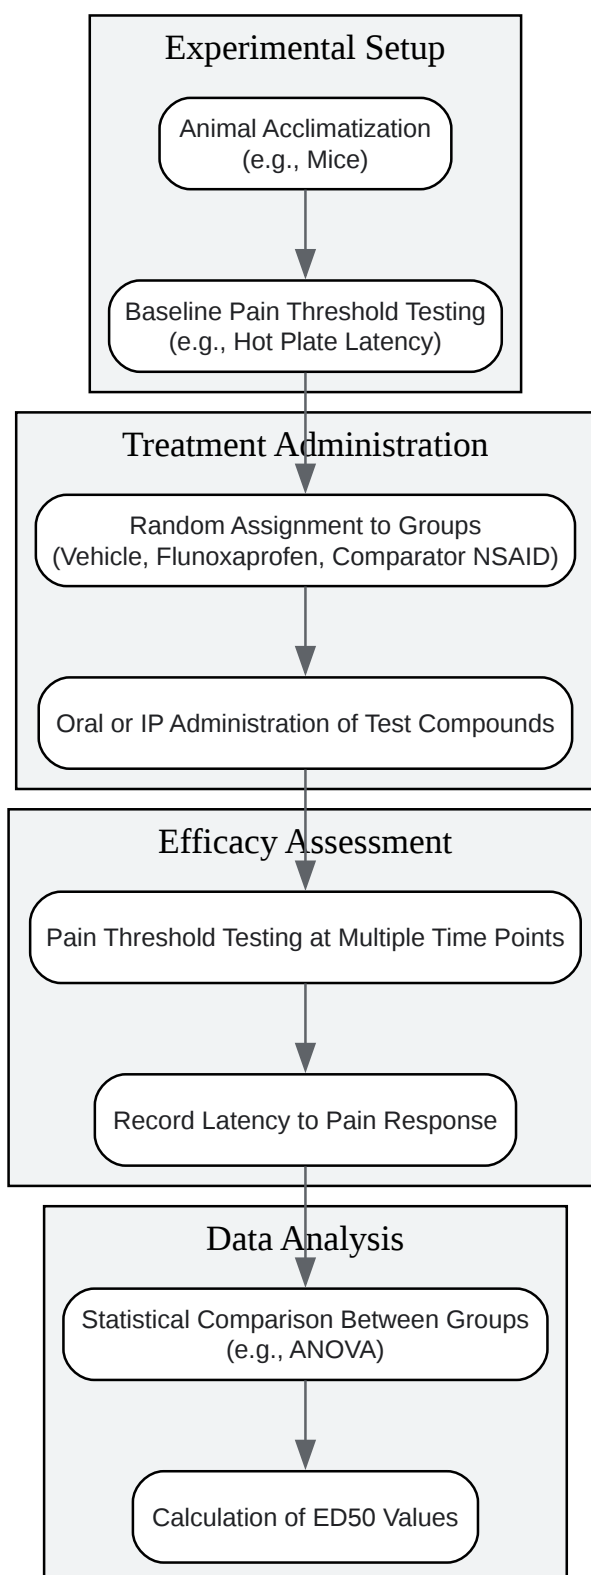 Experimental Setup
Animal Acclimatization
(e.g., Mice)
Baseline Pain Threshold Testing
(e.g., Hot Plate Latency)
Treatment Administration
Random Assignment to Groups
(Vehicle, Flunoxaprofen, Comparator NSAID)
Oral or IP Administration of Test Compounds
Efficacy Assessment
Pain Threshold Testing at Multiple Time Points
Record Latency to Pain Response
Data Analysis
Statistical Comparison Between Groups
(e.g., ANOVA)
Calculation of ED50 Values